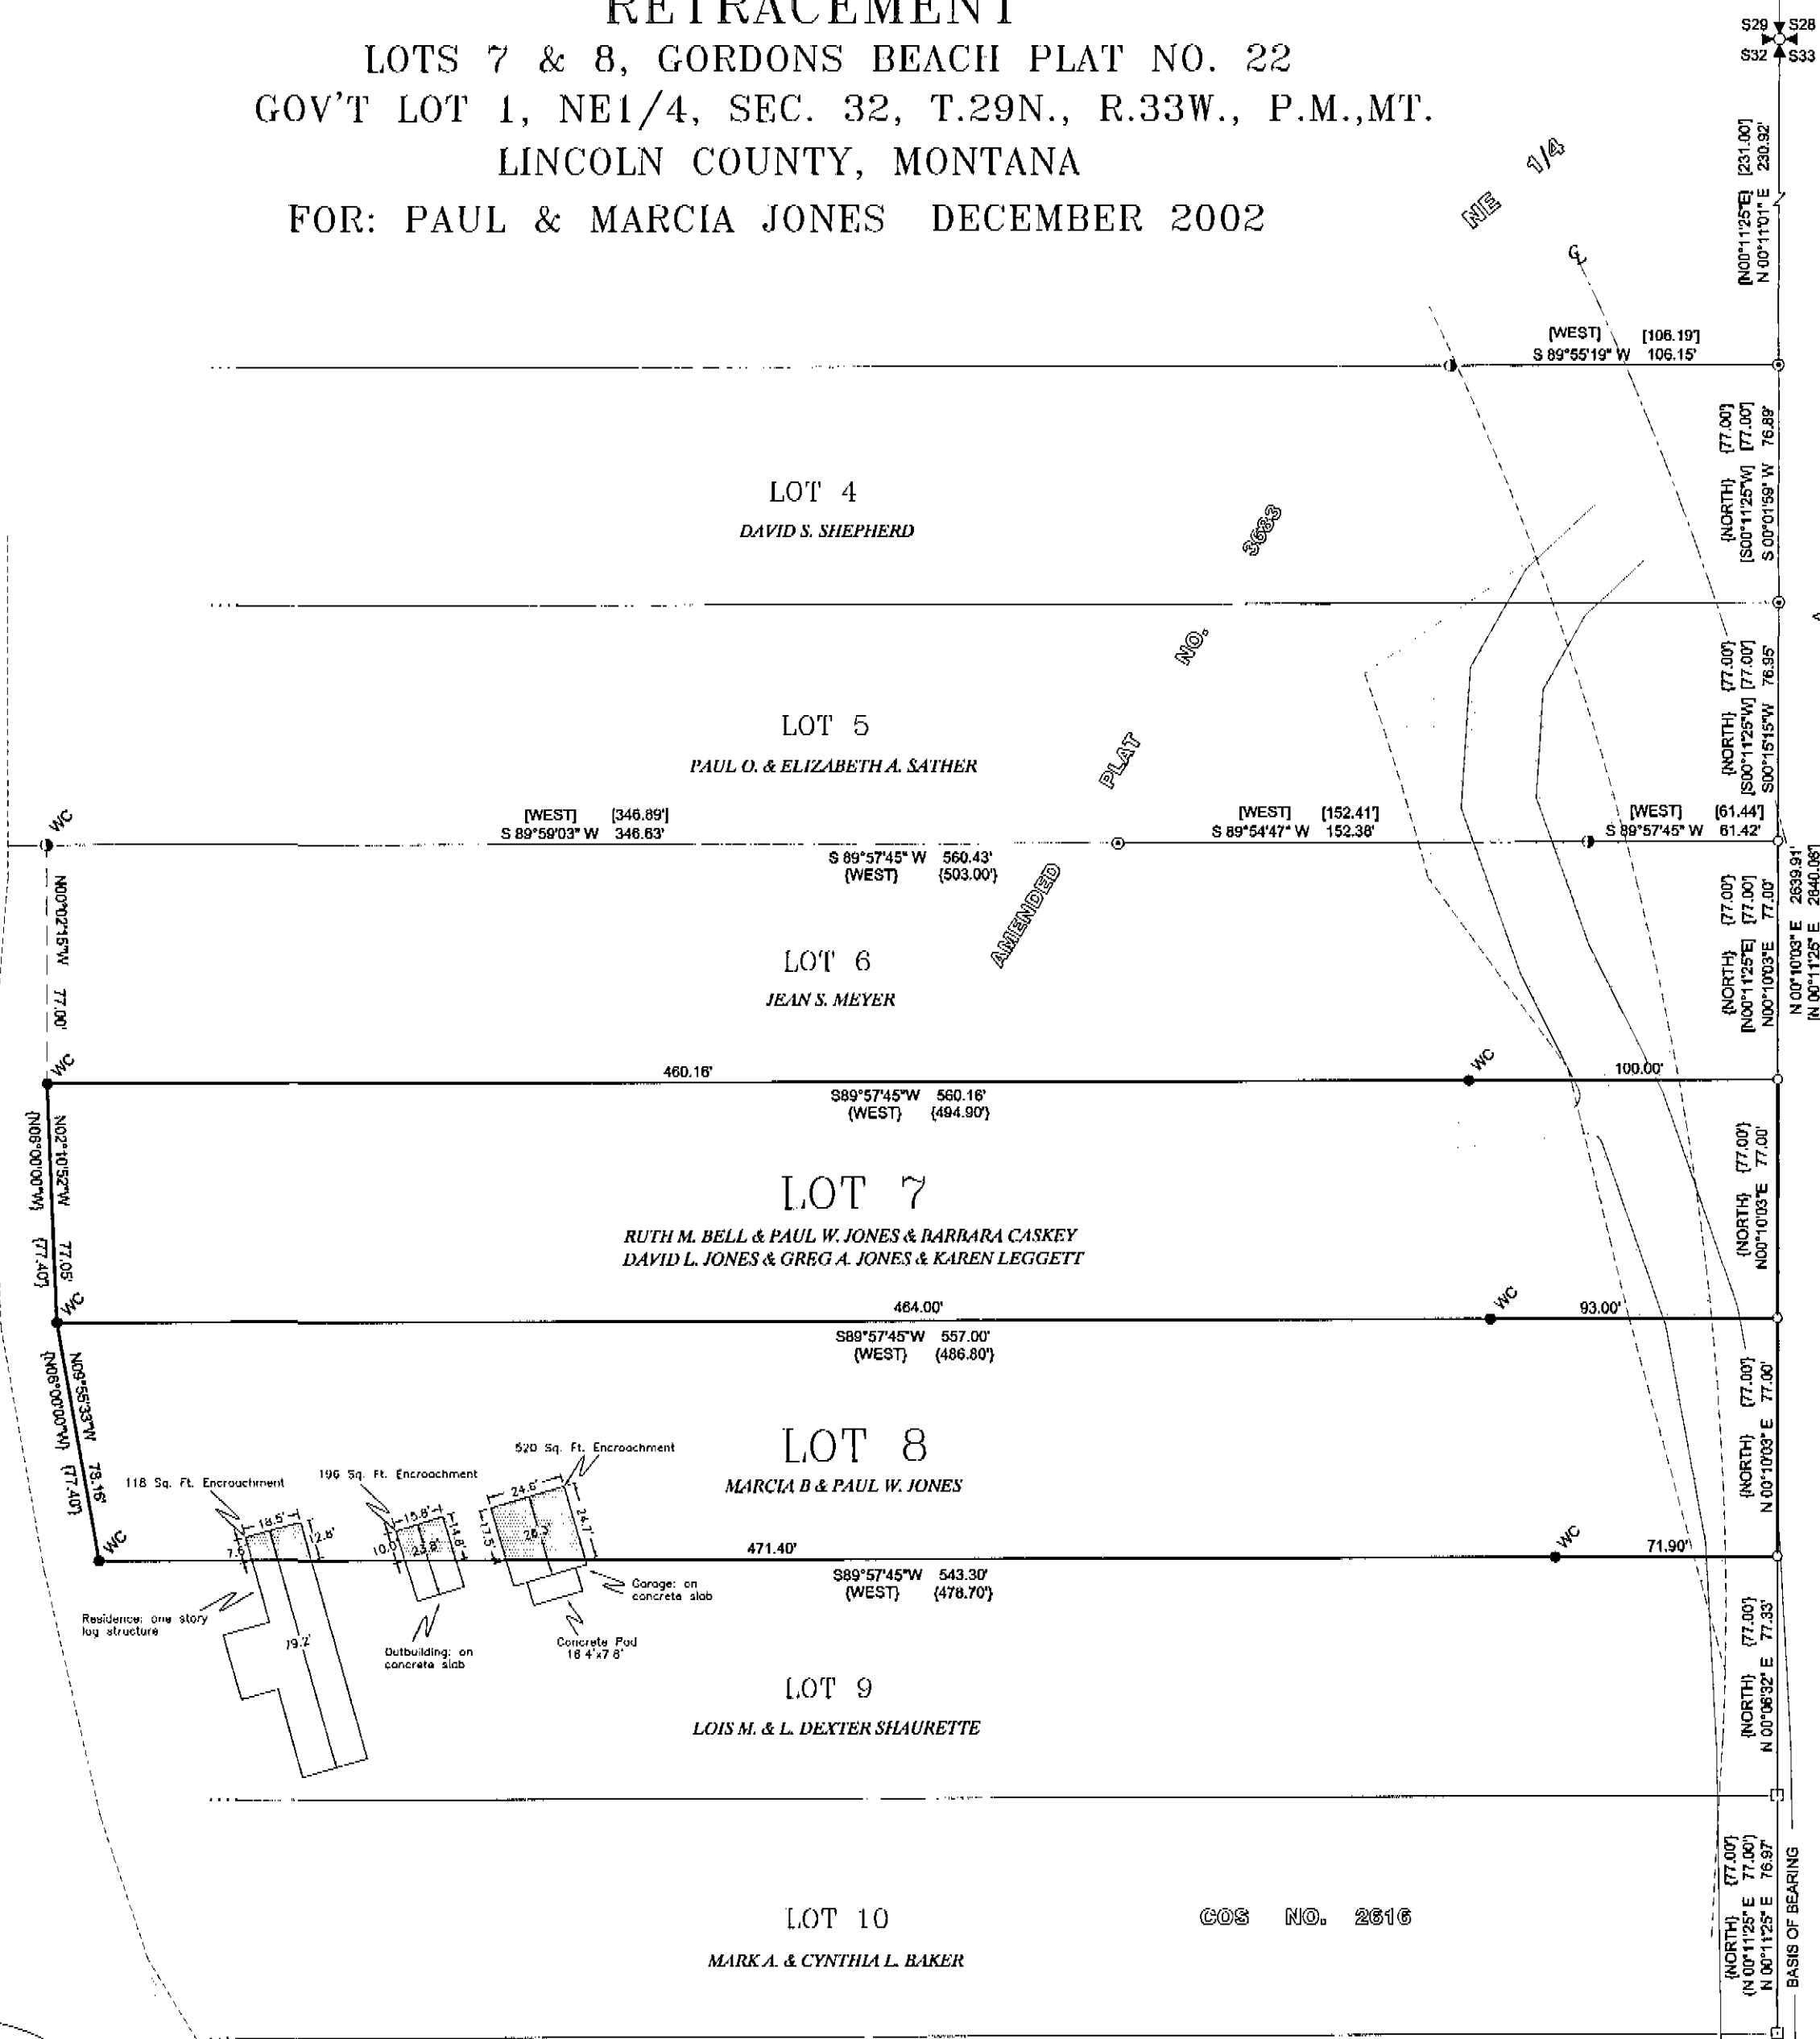 RETRACEMENT
LOTS 7 & 8, GORDONS BEACH PLAT NO. 22
GOV'T LOT 1, NE1/4, SEC. 32, T.29N., R.33W., P.M.,MT.
LINCOLN COUNTY, MONTANA
FOR: PAUL & MARCIA JONES DECEMBER 2002
S29 S28
S32 S33
[N00°11'25"E] [231.00']
N 00°11'01" E 230.92'
NE 1/4
[WEST] [106.19']
S 89°55'19" W 106.15'
{NORTH} {77.00'}
[S00°11'25"W] [77.00']
S 00°01'59" W 76.89'
LOT 4
DAVID S. SHEPHERD
AMENDED PLAT NO. 3683
{NORTH} {77.00'}
[S00°11'25"W] [77.00']
S00°15'15"W 76.95'
LOT 5
PAUL O. & ELIZABETH A. SATHER
WC
[WEST] [346.89']
S 89°59'03" W 346.63'
[WEST] [152.41']
S 89°54'47" W 152.38'
[WEST] [61.44']
S 89°57'45" W 61.42'
S 89°57'45" W 560.43'
{WEST} {503.00'}
N00°02'15"W 77.00'
{NORTH} {77.00'}
[N00°11'25"E] [77.00']
N00°10'03"E 77.00'
N 00°10'03" E 2639.91'
[N 00°11'25" E 2640.06']
LOT 6
JEAN S. MEYER
WC
460.16'
WC
100.00'
S89°57'45"W 560.16'
{WEST} {494.90'}
N02°10'52"W 77.05'
{N06°00'00"W} {77.40'}
{NORTH} {77.00'}
N00°10'03"E 77.00'
LOT 7
RUTH M. BELL & PAUL W. JONES & BARBARA CASKEY
DAVID L. JONES & GREG A. JONES & KAREN LEGGETT
WC
464.00'
WC
93.00'
S89°57'45"W 557.00'
{WEST} {486.80'}
N09°55'33"W 78.16'
{N06°00'00"W} {77.40'}
{NORTH} {77.00'}
N 00°10'03" E 77.00'
LOT 8
MARCIA B & PAUL W. JONES
118 Sq. Ft. Encroachment
196 Sq. Ft. Encroachment
520 Sq. Ft. Encroachment
18.5'
12.8'
15.8'
14.8'
10.0'
23.8'
24.6'
24.7'
17.5'
WC
471.40'
WC
71.90'
S89°57'45"W 543.30'
{WEST} {478.70'}
Residence: one story
log structure
79.2'
Outbuilding: on
concrete slab
Garage: on
concrete slab
Concrete Pad
16.4'x7.8'
{NORTH} {77.00'}
N 00°06'32" E 77.33'
LOT 9
LOIS M. & L. DEXTER SHAURETTE
LOT 10
MARK A. & CYNTHIA L. BAKER
COS NO. 2616
{NORTH} {77.00'}
(N 00°11'25" E 77.00')
N 00°11'25" E 76.97'
BASIS OF BEARING